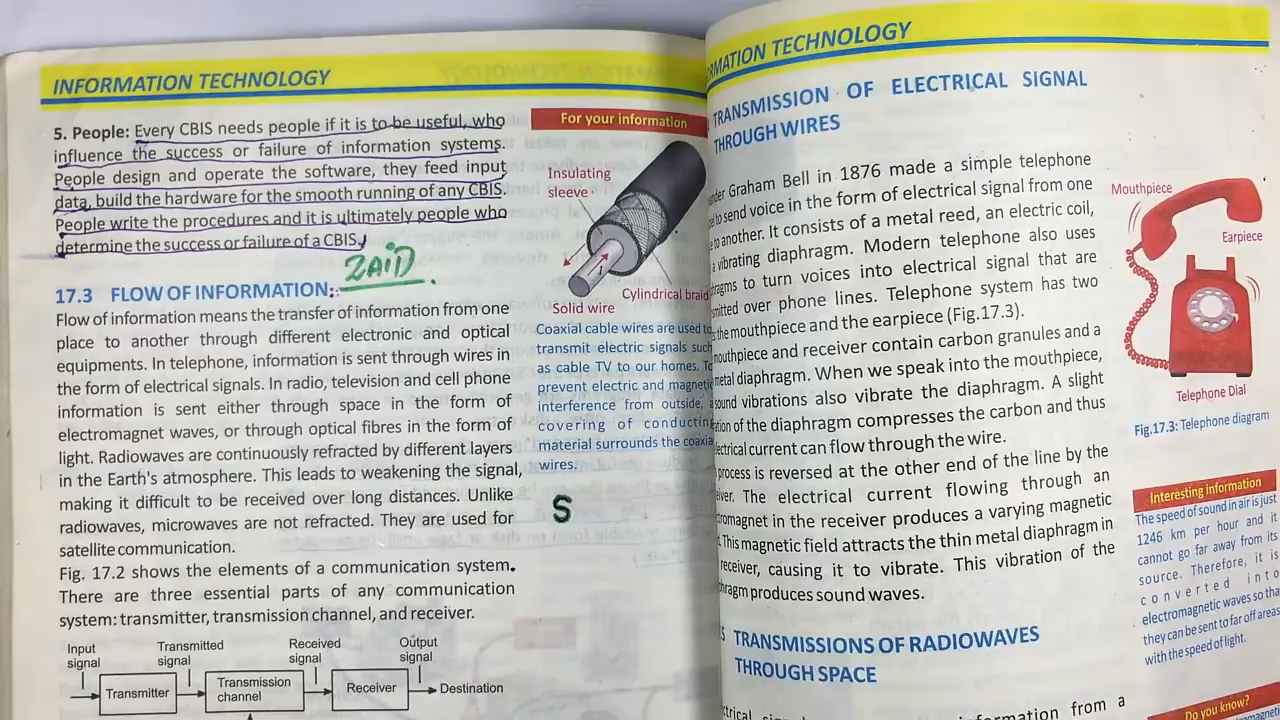 INFORMATION TECHNOLOGY
5. People: Every CBIS needs people if it is to be useful, who
influence the success or failure of information systems.
People design and operate the software, they feed input
data, build the hardware for the smooth running of any CBIS.
People write the procedures and it is ultimately people who
determine the success or failure of a CBIS.
ZAID
17.3 FLOW OF INFORMATION:
Flow of information means the transfer of information from one
place to another through different electronic and optical
equipments. In telephone, information is sent through wires in
the form of electrical signals. In radio, television and cell phone
information is sent either through space in the form of
electromagnet waves, or through optical fibres in the form of
light. Radiowaves are continuously refracted by different layers
in the Earth's atmosphere. This leads to weakening the signal,
making it difficult to be received over long distances. Unlike
radiowaves, microwaves are not refracted. They are used for
satellite communication.
Fig. 17.2 shows the elements of a communication system.
There are three essential parts of any communication
system: transmitter, transmission channel, and receiver.
Input
signal
Transmitted
signal
Received
signal
Output
signal
Transmitter
Transmission
channel
Receiver
Destination
For your information
Insulating
sleeve
Cylindrical braid
Solid wire
Coaxial cable wires are used to
transmit electric signals such
as cable TV to our homes. To
prevent electric and magnetic
interference from outside, a
covering of conducting
material surrounds the coaxial
wires.
S
INFORMATION TECHNOLOGY
TRANSMISSION OF ELECTRICAL SIGNAL
THROUGH WIRES
Graham Bell in 1876 made a simple telephone
to send voice in the form of electrical signal from one
to another. It consists of a metal reed, an electric coil,
vibrating diaphragm. Modern telephone also uses
to turn voices into electrical signal that are
over phone lines. Telephone system has two
the mouthpiece and the earpiece (Fig.17.3).
mouthpiece and receiver contain carbon granules and a
metal diaphragm. When we speak into the mouthpiece,
sound vibrations also vibrate the diaphragm. A slight
of the diaphragm compresses the carbon and thus
electrical current can flow through the wire.
process is reversed at the other end of the line by the
The electrical current flowing through an
in the receiver produces a varying magnetic
This magnetic field attracts the thin metal diaphragm in
receiver, causing it to vibrate. This vibration of the
produces sound waves.
TRANSMISSIONS OF RADIOWAVES
THROUGH SPACE
from a
Mouthpiece
Earpiece
Telephone Dial
Fig.17.3: Telephone diagram
Interesting information
The speed of sound in air is just
1246 km per hour and it
cannot go far away from its
source. Therefore, it is
converted into
electromagnetic waves so that
they can be sent to far off areas
with the speed of light.
Do you know?